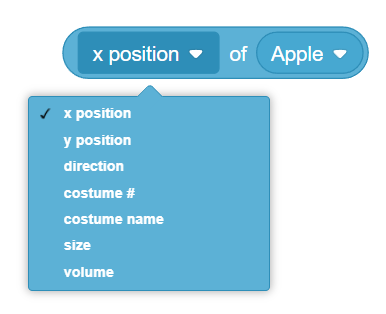 x position of Apple
x position
y position
direction
costume #
costume name
size
volume